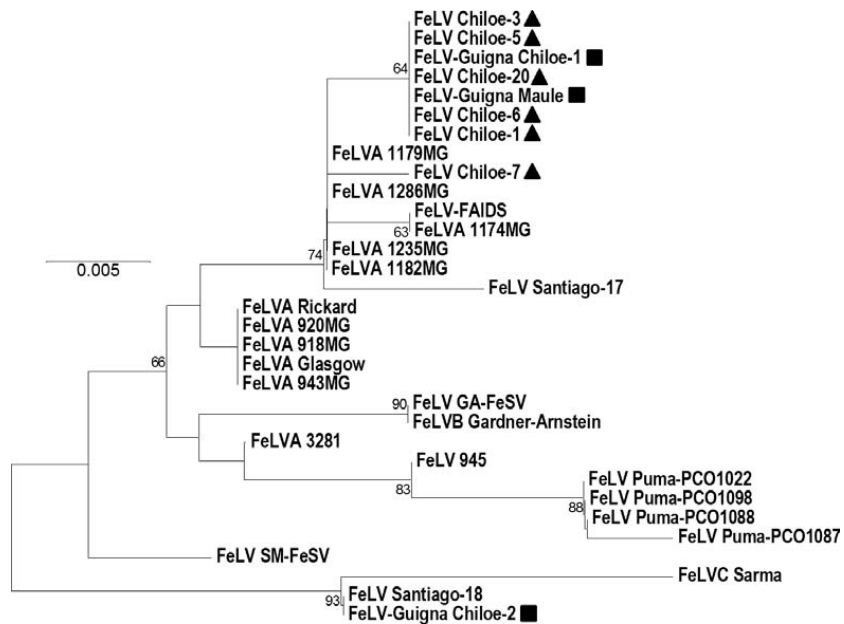 FeLV Chiloe-3
FeLV Chiloe-5
FeLV-Guigna Chiloe-1
64
FeLV Chiloe-20
FeLV-Guigna Maule
FeLV Chiloe-6
FeLV Chiloe-1
FeLVA 1179MG
FeLV Chiloe-7
FeLVA 1286MG
FeLV-FAIDS
63
FeLVA 1174MG
74
FeLVA 1235MG
FeLVA 1182MG
0.005
FeLV Santiago-17
FeLVA Rickard
FeLVA 920MG
FeLVA 918MG
66
FeLVA Glasgow
FeLVA 943MG
90
FeLV GA-FeSV
FeLVB Gardner-Arnstein
FeLVA 3281
FeLV 945
83
FeLV Puma-PCO1022
FeLV Puma-PCO1098
88
FeLV Puma-PCO1088
FeLV Puma-PCO1087
FeLV SM-FeSV
FeLVC Sarma
FeLV Santiago-18
93
FeLV-Guigna Chiloe-2